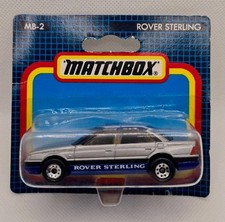 MB-2
ROVER STERLING
MATCHBOX
ROVER STERLING